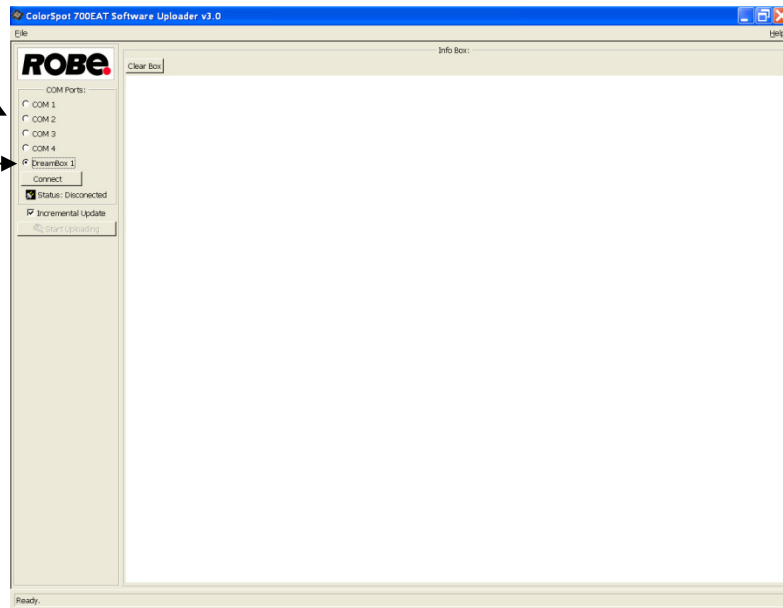 ColorSpot 700EAT Software Uploader v3.0
File
Help
ROBE.
COM Ports:
COM 1
COM 2
COM 3
COM 4
DreamBox 1
Connect
Status: Disconected
Incremental Update
Start Uploading
Info Box:
Clear Box
Ready.